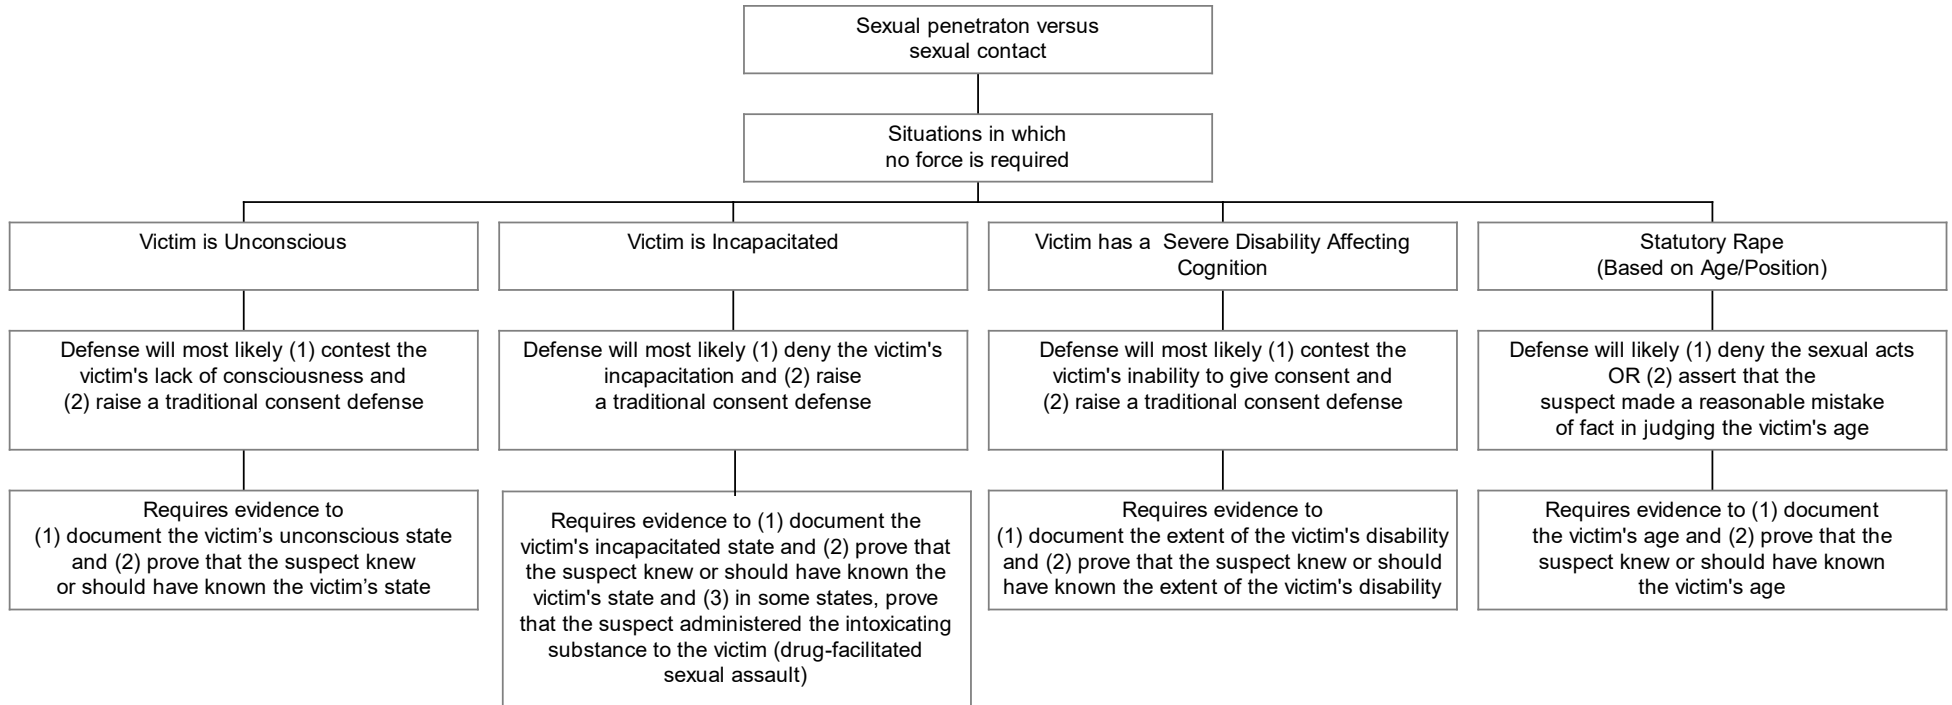 Sexual penetraton versus
sexual contact
Situations in which
no force is required
Victim is Unconscious
Victim is Incapacitated
Victim has a  Severe Disability Affecting
Cognition
Statutory Rape
(Based on Age/Position)
Defense will most likely (1) contest the
victim's lack of consciousness and
(2) raise a traditional consent defense
Defense will most likely (1) deny the victim's
incapacitation and (2) raise
a traditional consent defense
Defense will most likely (1) contest the
victim's inability to give consent and
(2) raise a traditional consent defense
Defense will likely (1) deny the sexual acts
OR (2) assert that the
suspect made a reasonable mistake
of fact in judging the victim's age
Requires evidence to
(1) document the victim’s unconscious state
and (2) prove that the suspect knew
or should have known the victim’s state
Requires evidence to (1) document the
victim's incapacitated state and (2) prove that
the suspect knew or should have known the
victim's state and (3) in some states, prove
that the suspect administered the intoxicating
substance to the victim (drug-facilitated
sexual assault)
Requires evidence to
(1) document the extent of the victim's disability
and (2) prove that the suspect knew or should
have known the extent of the victim's disability
Requires evidence to (1) document
the victim's age and (2) prove that the
suspect knew or should have known
the victim's age